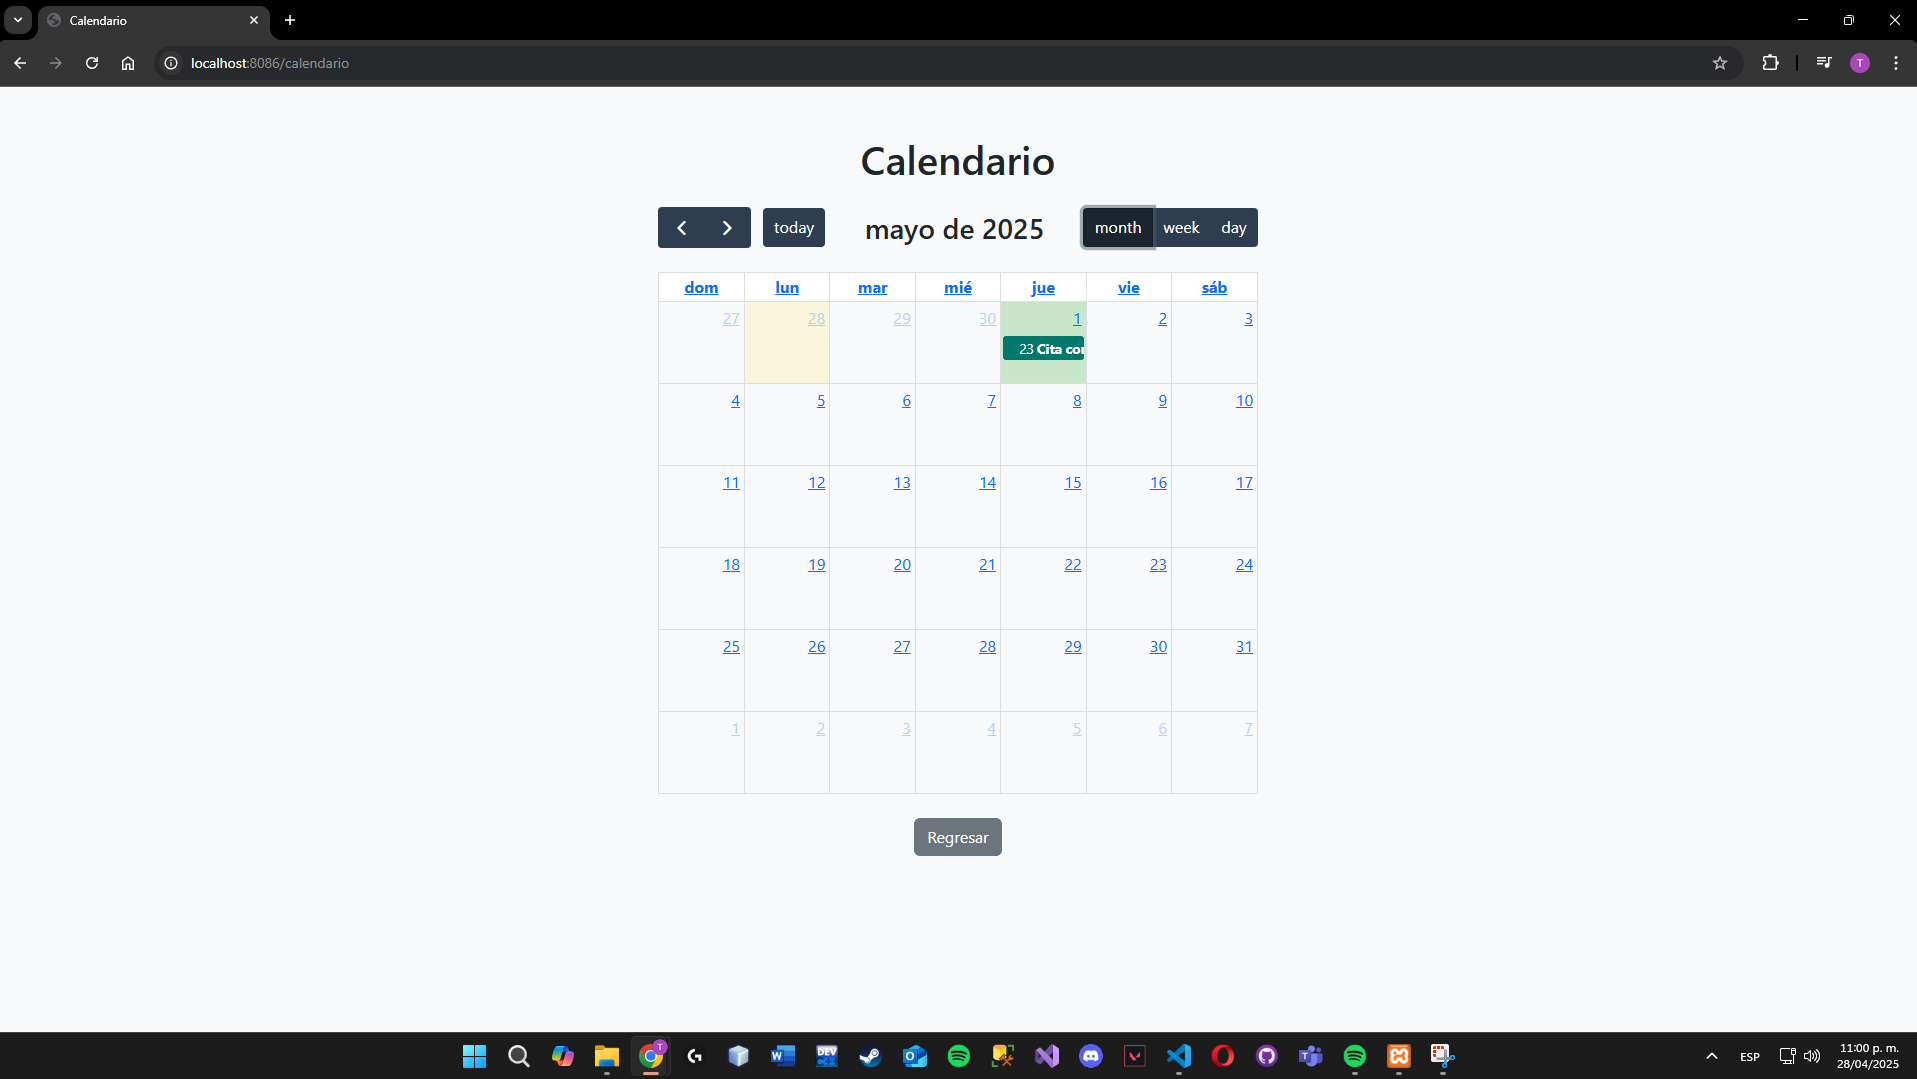 Calendario
localhost:8086/calendario
T
Calendario
today
mayo de 2025
month week day
dom lun mar mié jue vie sáb
27 28 29 30 1 2 3
23 Cita
4 5 6 7 8 9 10
11 12 13 14 15 16 17
18 19 20 21 22 23 24
25 26 27 28 29 30 31
1 2 3 4 5 6 7
Regresar
DEV
ESP
11:00 p. m.
28/04/2025